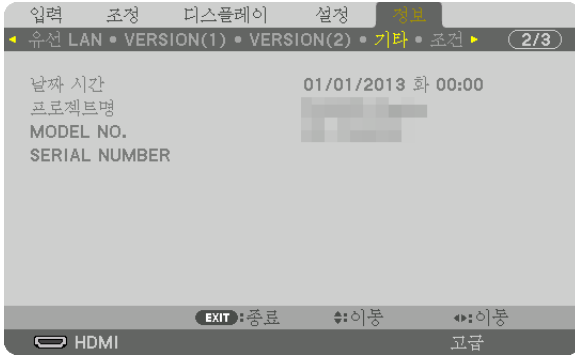 입력 조정 디스플레이 설정 정보
◀ 유선 LAN ● VERSION(1) ● VERSION(2) ● 기타 ● 조건 ▶ 2/3
날짜 시간 01/01/2013 화 00:00
프로젝트명
MODEL NO.
SERIAL NUMBER
EXIT :종료 :이동 :이동
HDMI 고급